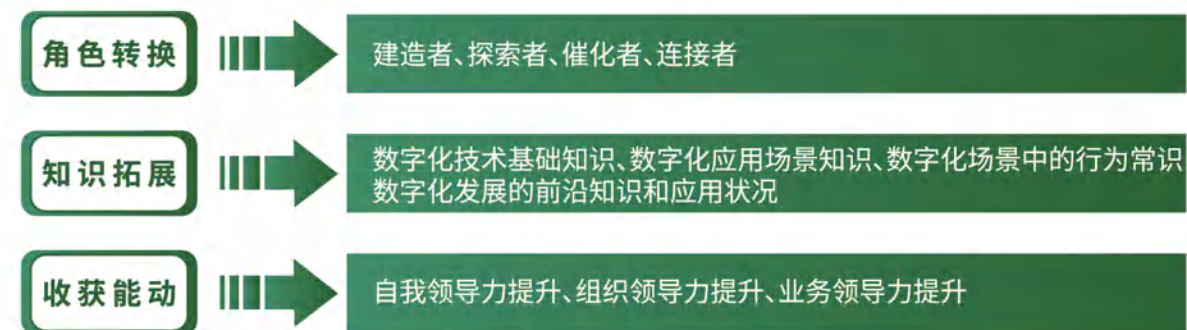 角色转换
建造者、探索者、催化者、连接者
知识拓展
数字化技术基础知识、数字化应用场景知识、数字化场景中的行为常识
数字化发展的前沿知识和应用状况
收获能动
自我领导力提升、组织领导力提升、业务领导力提升